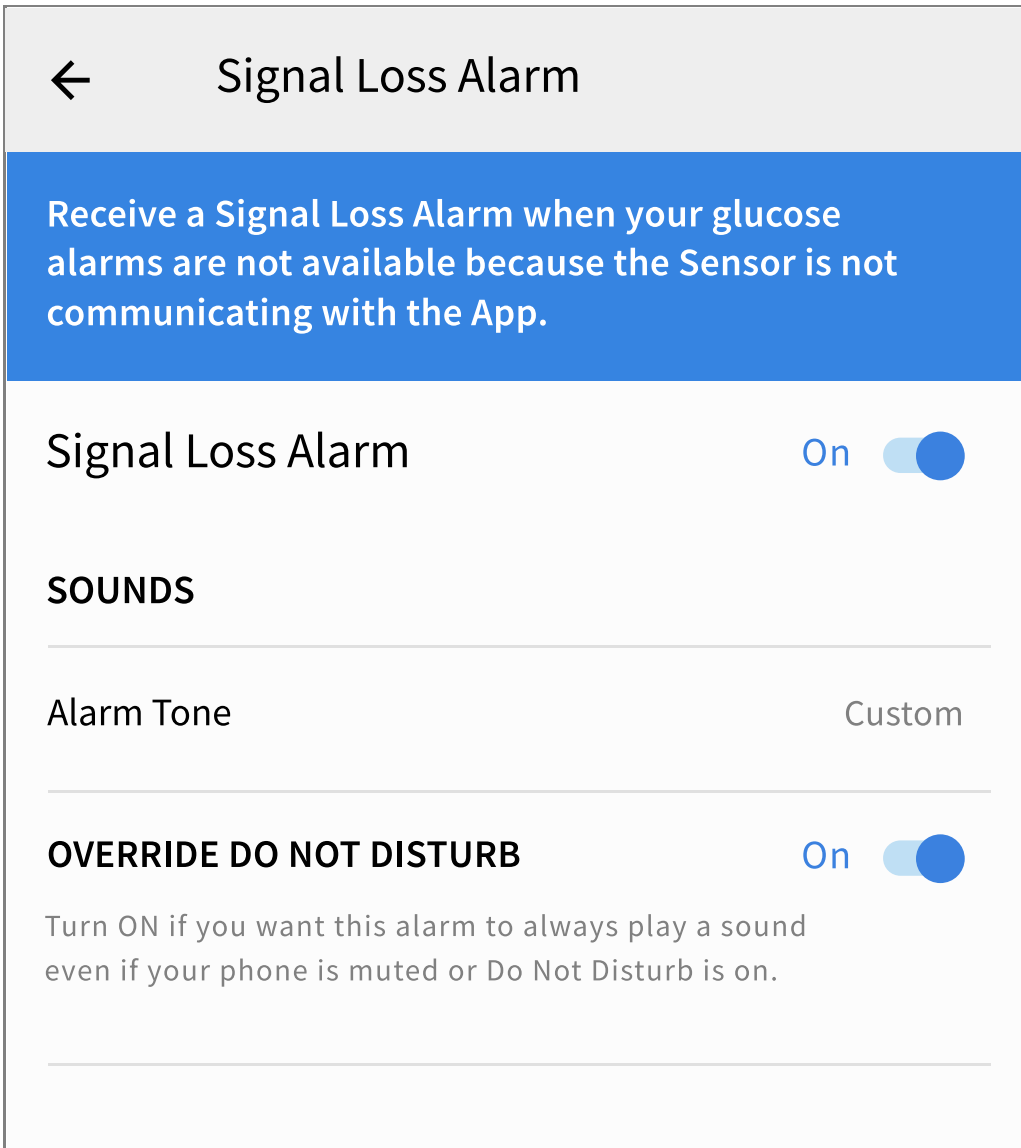 Signal Loss Alarm
Receive a Signal Loss Alarm when your glucose
alarms are not available because the Sensor is not
communicating with the App.
Signal Loss Alarm On
SOUNDS
Alarm Tone Custom
OVERRIDE DO NOT DISTURB On
Turn ON if you want this alarm to always play a sound
even if your phone is muted or Do Not Disturb is on.